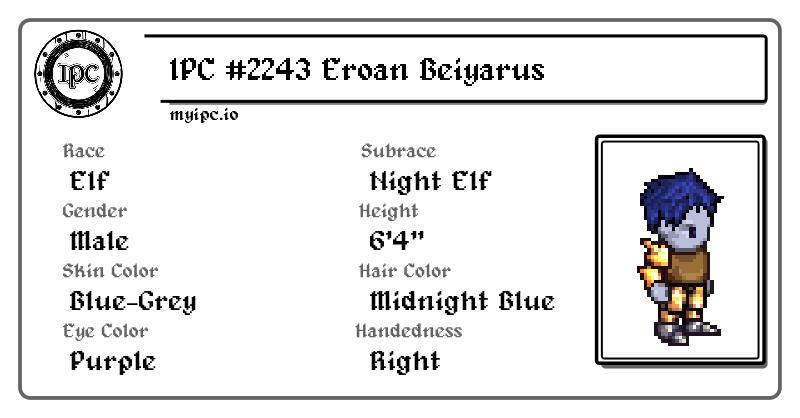 IPC
IPC #2243 Eroan Beiyarus
myipc.io
Race
Elf
Subrace
Night Elf
Gender
Male
Height
6'4"
Skin Color
Blue-Grey
Hair Color
Midnight Blue
Eye Color
Purple
Handedness
Right